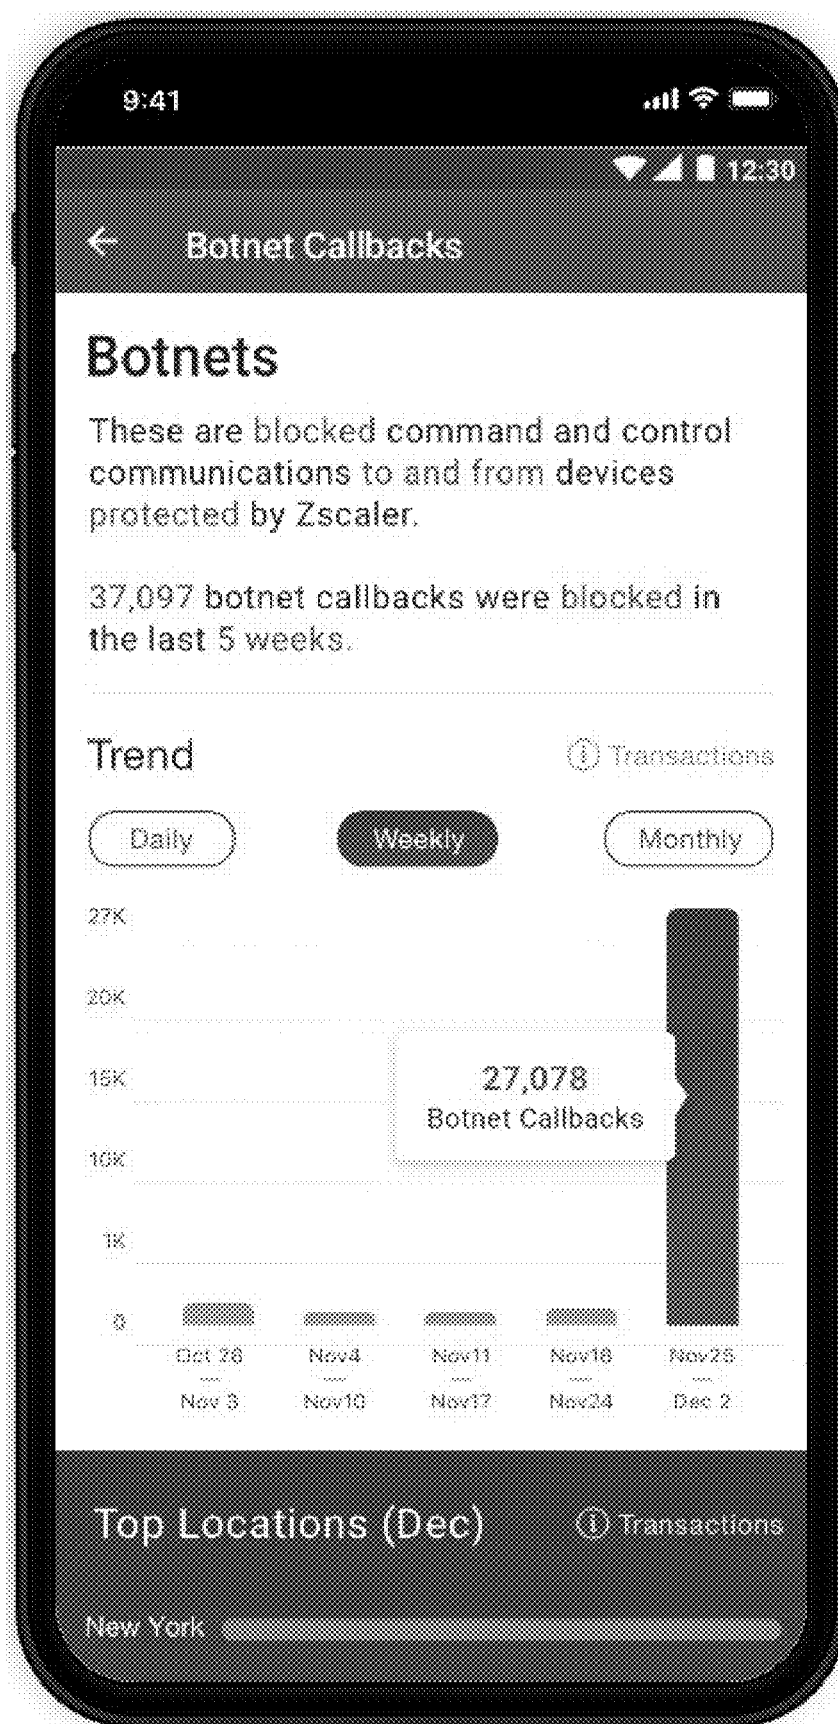 9:41
12:30
Botnet Callbacks
Botnets
These are blocked command and control
communications to and from devices
protected by Zscaler.
37,097 botnet callbacks were blocked in
the last 5 weeks.
Trend
Transactions
Daily Weekly Monthly
27K
20K
15K
10K
1K
0
27,078
Botnet Callbacks
Oct 26 Nov4 Nov11 Nov18 Nov25
Nov 3 Nov10 Nov17 Nov24 Dec 2
Top Locations (Dec)
Transactions
New York